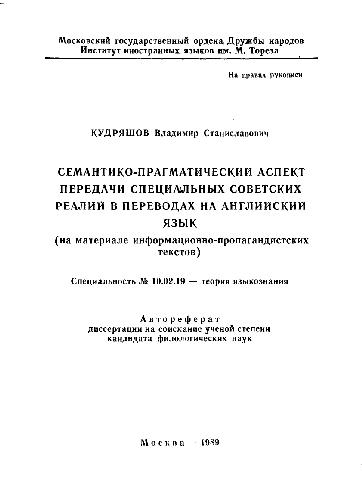 Московский государственный ордена Дружбы народов
Институт иностранных языков им. М. Тореза
На правах рукописи
КУДРЯШОВ Владимир Станиславович
СЕМАНТИКО-ПРАГМАТИЧЕСКИЙ АСПЕКТ
ПЕРЕДАЧИ СПЕЦИАЛЬНЫХ СОВЕТСКИХ
РЕАЛИЙ В ПЕРЕВОДАХ НА АНГЛИЙСКИЙ
ЯЗЫК
(на материале информационно-пропагандистских
текстов)
Специальность № 10.02.19 — теория языкознания
Автореферат
диссертации на соискание ученой степени
кандидата филологических наук
Москва — 1989